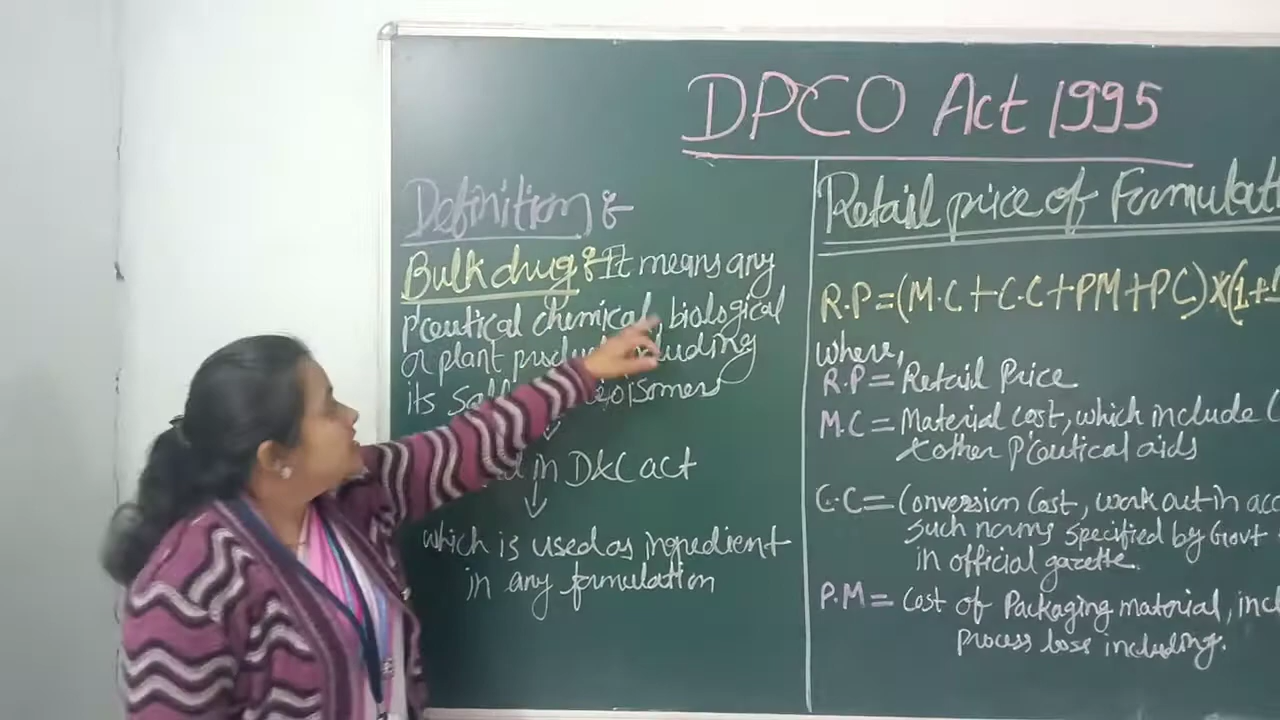 DPCO Act 1995
Definition :-
Bulk drug :- It means any
p'ceutical chemical, biological
or plant product including
its
in D&C act
which is used as ingredient
in any formulation
Retail price of Formulati
R.P = (M.C + C.C + PM + PC) X (1+
where,
R.P = Retail Price
M.C = Material cost, which include
& other p'ceutical aids
C.C = Conversion Cost, work out in acc
such norms specified by Govt
in official gazette.
P.M = Cost of Packaging material, incl
process loss including.